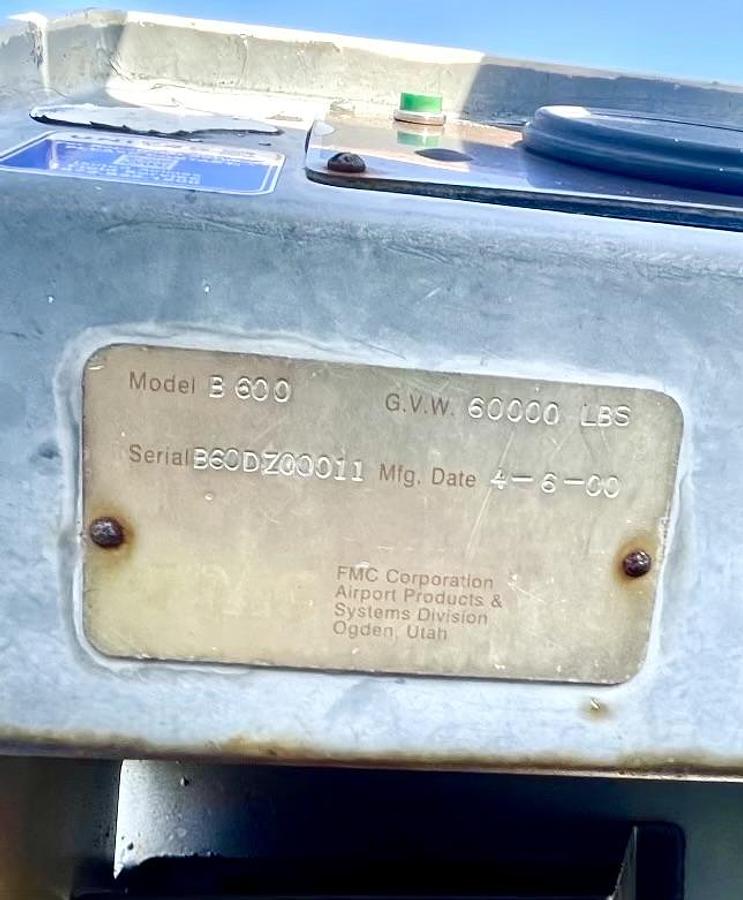 Model B 600 G.V.W. 60000 LBS
Serial B60DZ00011 Mfg. Date 4-6-00
FMC Corporation
Airport Products &
Systems Division
Ogden, Utah